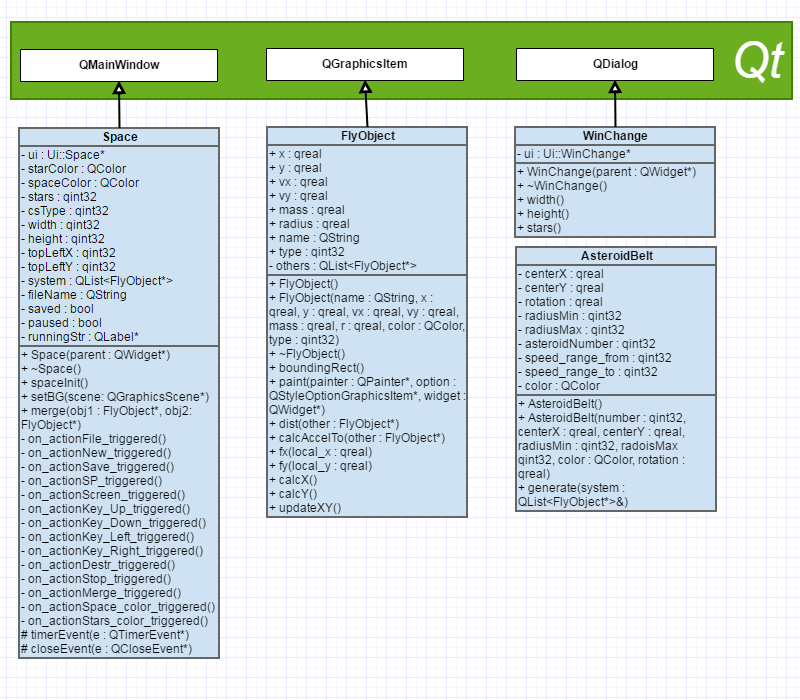 QMainWindow
QGraphicsItem
QDialog
Qt
Space
- ui : Ui::Space*
- starColor : QColor
- spaceColor : QColor
- stars : qint32
- csType : qint32
- width : qint32
- height : qint32
- topLeftX : qint32
- topLeftY : qint32
- system : QList<FlyObject*>
- fileName : QString
- saved : bool
- paused : bool
- runningStr : QLabel*
+ Space(parent : QWidget*)
+ ~Space()
+ spaceInit()
+ setBG(scene: QGraphicsScene*)
+ merge(obj1 : FlyObject*, obj2:
FlyObject*)
- on_actionFile_triggered()
- on_actionNew_triggered()
- on_actionSave_triggered()
- on_actionSP_triggered()
- on_actionScreen_triggered()
- on_actionKey_Up_triggered()
- on_actionKey_Down_triggered()
- on_actionKey_Left_triggered()
- on_actionKey_Right_triggered()
- on_actionDestr_triggered()
- on_actionStop_triggered()
- on_actionMerge_triggered()
- on_actionSpace_color_triggered()
- on_actionStars_color_triggered()
# timerEvent(e : QTimerEvent*)
# closeEvent(e : QCloseEvent*)
FlyObject
+ x : qreal
+ y : qreal
+ vx : qreal
+ vy : qreal
+ mass : qreal
+ radius : qreal
+ name : QString
+ type : qint32
- others : QList<FlyObject*>
+ FlyObject()
+ FlyObject(name : QString, x :
qreal, y : qreal, vx : qreal, vy : qreal,
mass : qreal, r : qreal, color : QColor,
type : qint32)
+ ~FlyObject()
+ boundingRect()
+ paint(painter : QPainter*, option :
QStyleOptionGraphicsItem*, widget :
QWidget*)
+ dist(other : FlyObject*)
+ calcAccelTo(other : FlyObject*)
+ fx(local_x : qreal)
+ fy(local_y : qreal)
+ calcX()
+ calcY()
+ updateXY()
WinChange
- ui : Ui::WinChange*
+ WinChange(parent : QWidget*)
+ ~WinChange()
+ width()
+ height()
+ stars()
AsteroidBelt
- centerX : qreal
- centerY : qreal
- rotation : qreal
- radiusMin : qint32
- radiusMax : qint32
- asteroidNumber : qint32
- speed_range_from : qint32
- speed_range_to : qint32
- color : QColor
+ AsteroidBelt()
+ AsteroidBelt(number : qint32,
centerX : qreal, centerY : qreal,
radiusMin : qint32, radoisMax
qint32, color : QColor, rotation :
qreal)
+ generate(system :
QList<FlyObject*>&)